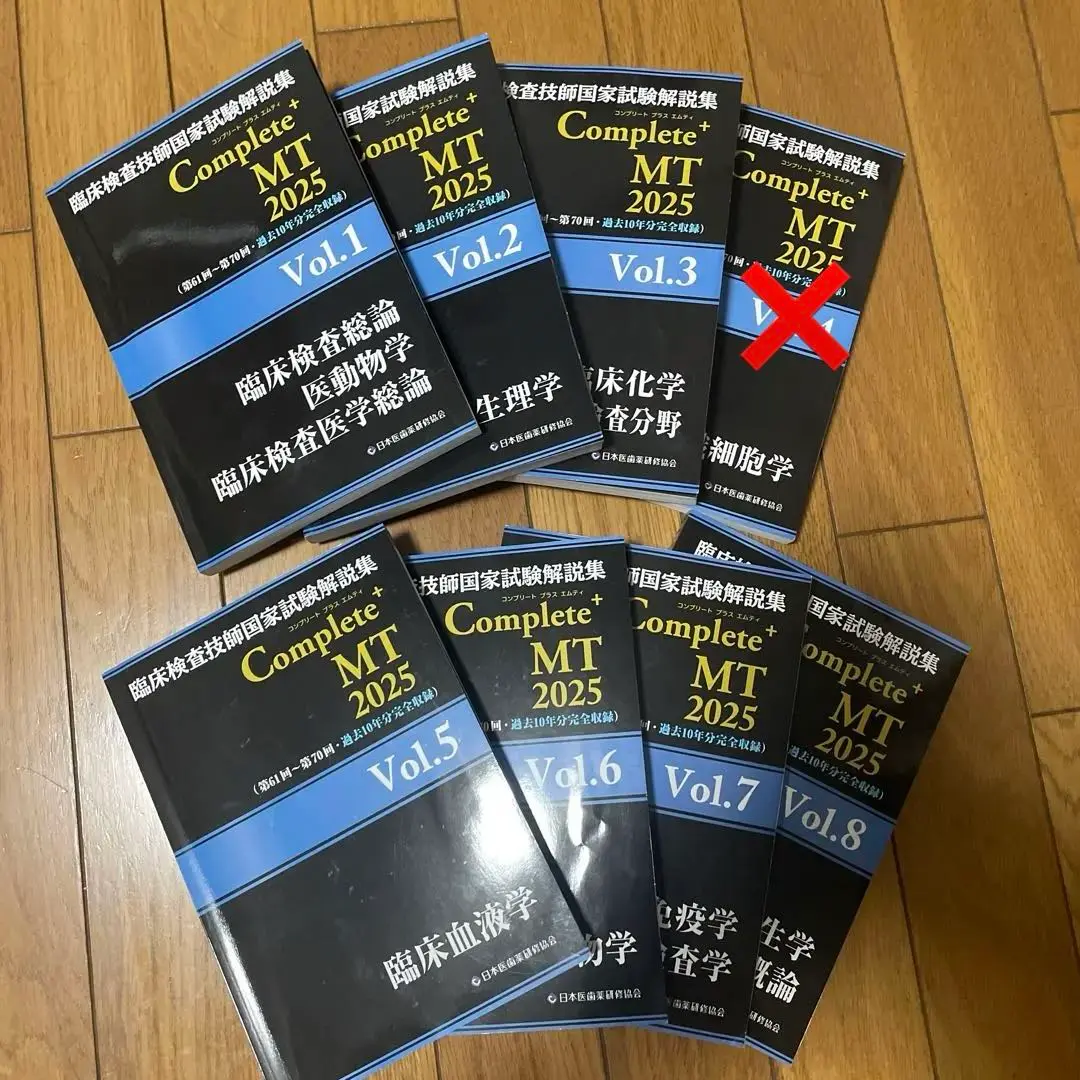 臨床検査技師国家試験解説集
コンプリート プラス エムティ
Complete+
MT
2025
(第61回~第70回・過去10年分完全収録)
Vol.1
臨床検査総論
医動物学
臨床検査医学総論
日本医歯薬研修協会
国家試験解説集
Complete+
MT
2025
回・過去10年分完全収録)
Vol.2
生理学
検査技師国家試験解説集
コンプリート プラス エムティ
Complete+
MT
2025
回~第70回・過去10年分完全収録)
Vol.3
床化学
検査分野
日本医歯薬研修協会
師国家試験解説集
コンプリート プラス エムティ
Complete+
MT
2025
0回・過去10年分完全収録)
細胞学
日本医歯薬研修協会
臨床検査技師国家試験解説集
コンプリート プラス エムティ
Complete+
MT
2025
(第61回~第70回・過去10年分完全収録)
Vol.5
臨床血液学
日本医歯薬研修協会
技師国家試験解説集
コンプリート プラス エムティ
Complete+
MT
2025
0回・過去10年分完全収録)
Vol.6
物学
日本医歯薬研修協会
師国家試験解説集
コンプリート プラス エムティ
Complete+
MT
2025
回・過去10年分完全収録)
Vol.7
免疫学
査学
医歯薬研修協会
臨床
国家試験解説集
プラス エムティ
omplete+
MT
2025
過去10年分完全収録)
Vol.8
生学
概論
歯薬研修協会